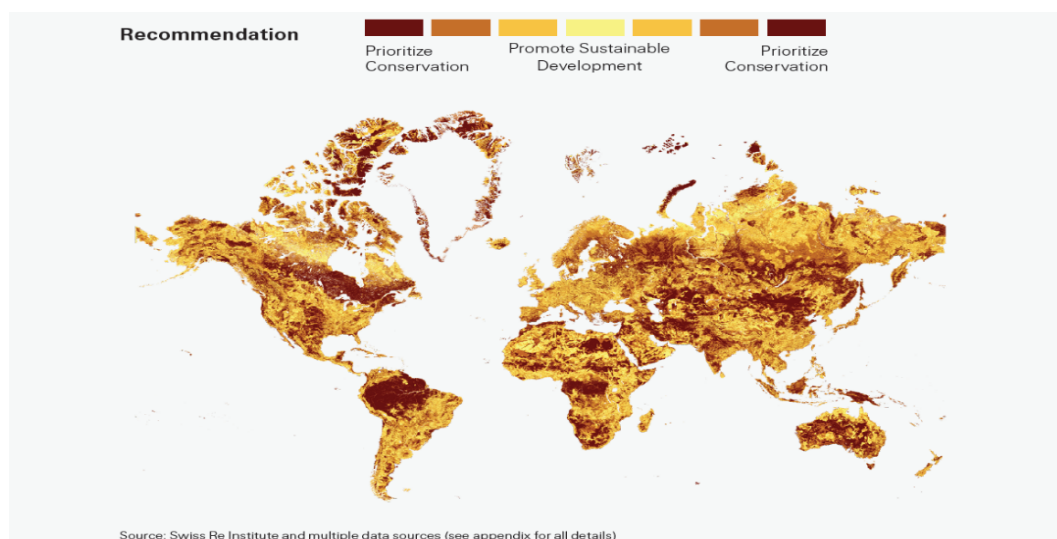 Recommendation
Prioritize
Conservation
Promote Sustainable
Development
Prioritize
Conservation
Source: Swiss Re Institute and multiple data sources (see appendix for all details)